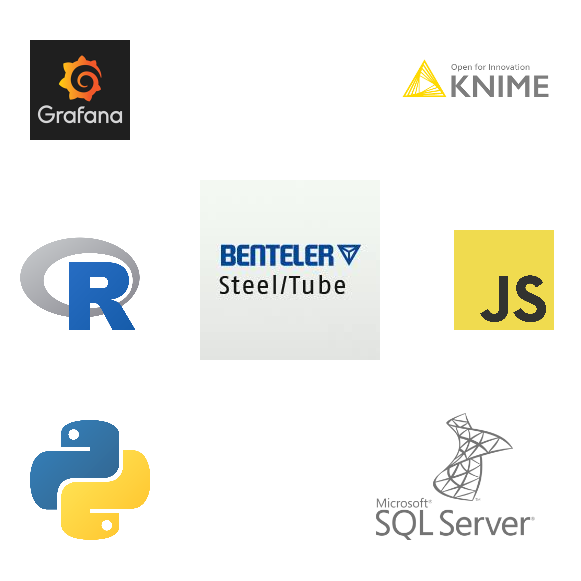 Grafana
Open for Innovation
KNIME
R
BENTELER
Steel/Tube
JS
Microsoft®
SQL Server®